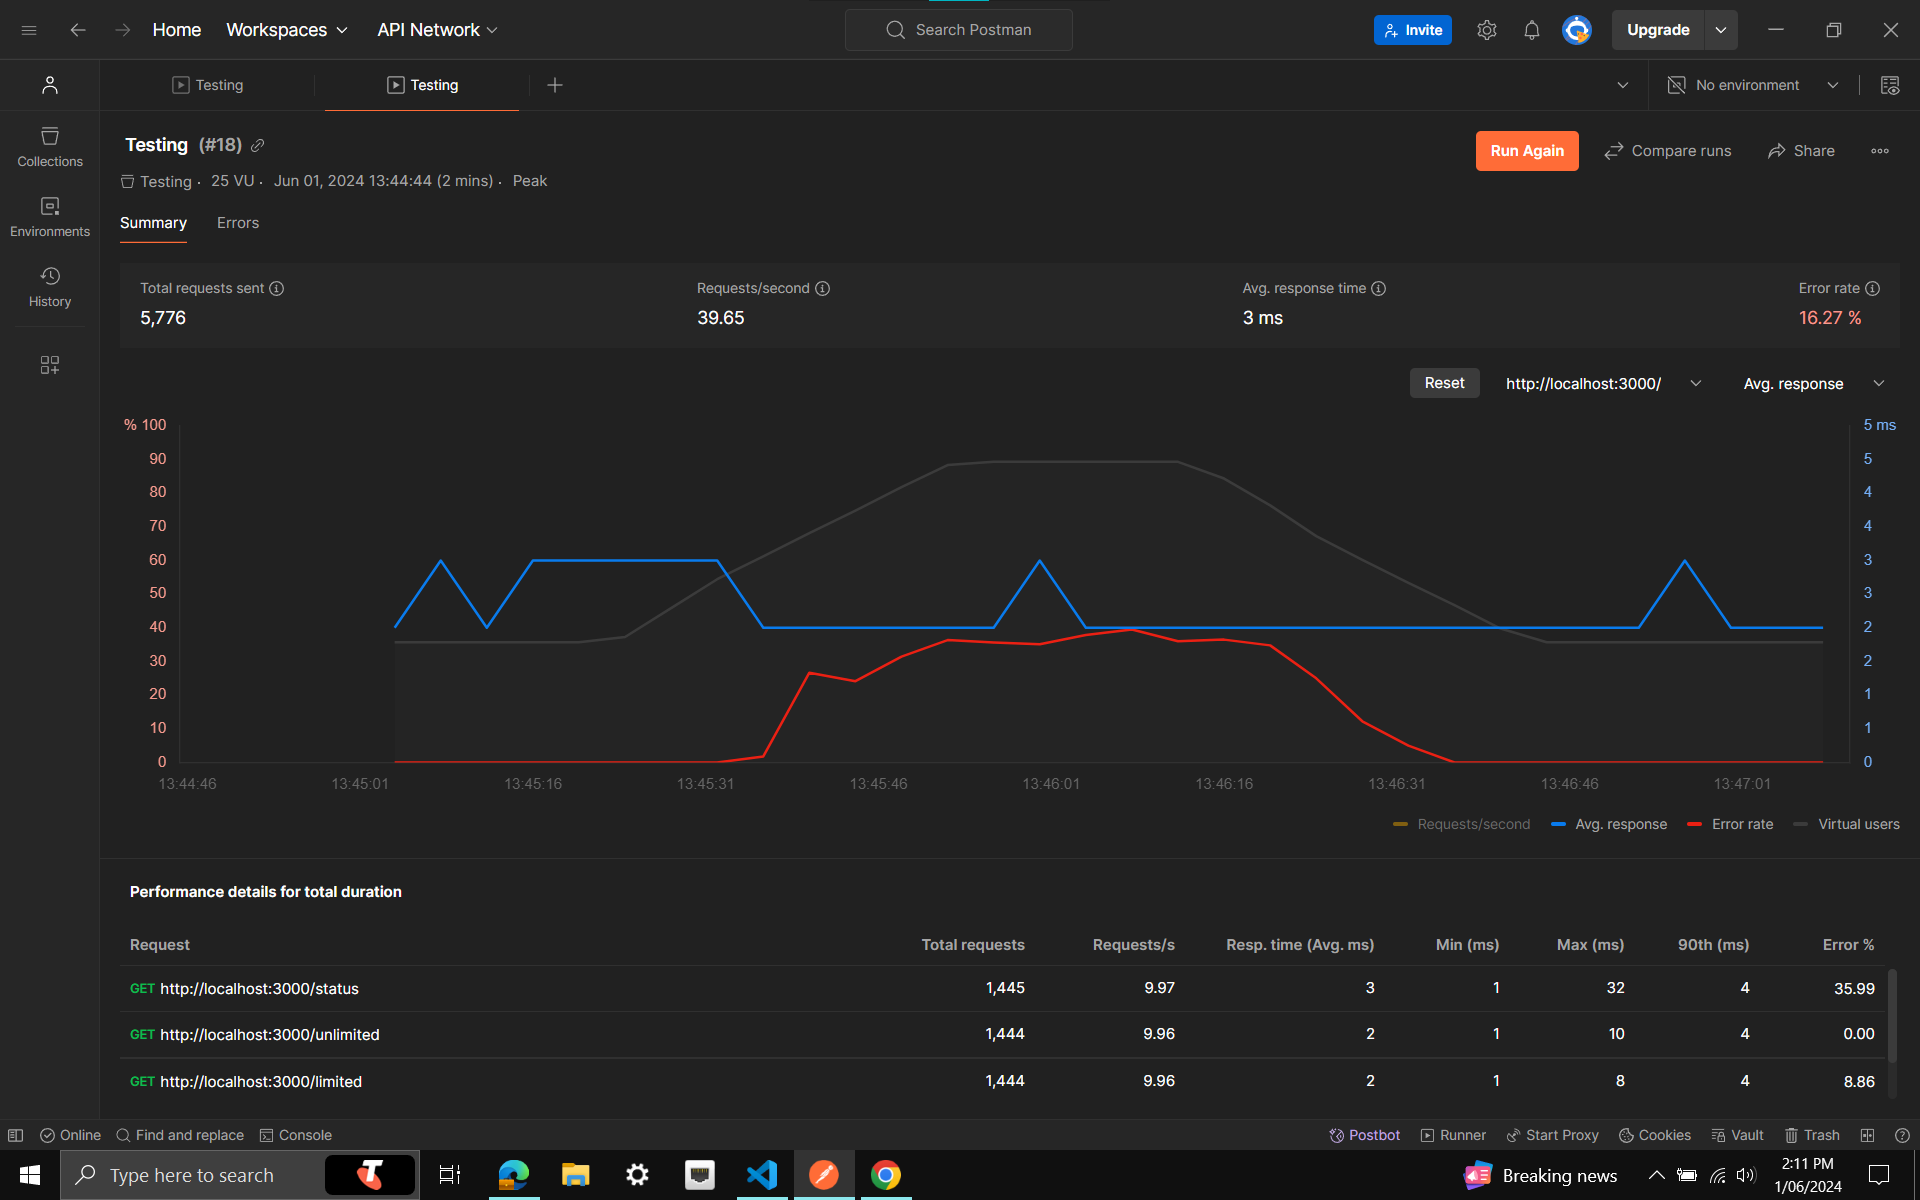 Home Workspaces API Network Search Postman Invite Upgrade
Testing Testing No environment
Collections
Environments
History
Testing (#18)
Run Again Compare runs Share
Testing · 25 VU · Jun 01, 2024 13:44:44 (2 mins) · Peak
Summary Errors
Total requests sent Requests/second Avg. response time Error rate
5,776 39.65 3 ms 16.27 %
Reset http://localhost:3000/ Avg. response
% 100 5 ms
90 5
80 4
70 4
60 3
50 3
40 2
30 2
20 1
10 1
0 0
13:44:46 13:45:01 13:45:16 13:45:31 13:45:46 13:46:01 13:46:16 13:46:31 13:46:46 13:47:01
Requests/second Avg. response Error rate Virtual users
Performance details for total duration
Request Total requests Requests/s Resp. time (Avg. ms) Min (ms) Max (ms) 90th (ms) Error %
GET http://localhost:3000/status 1,445 9.97 3 1 32 4 35.99
GET http://localhost:3000/unlimited 1,444 9.96 2 1 10 4 0.00
GET http://localhost:3000/limited 1,444 9.96 2 1 8 4 8.86
Online Find and replace Console Postbot Runner Start Proxy Cookies Vault Trash
Type here to search Breaking news 2:11 PM
1/06/2024